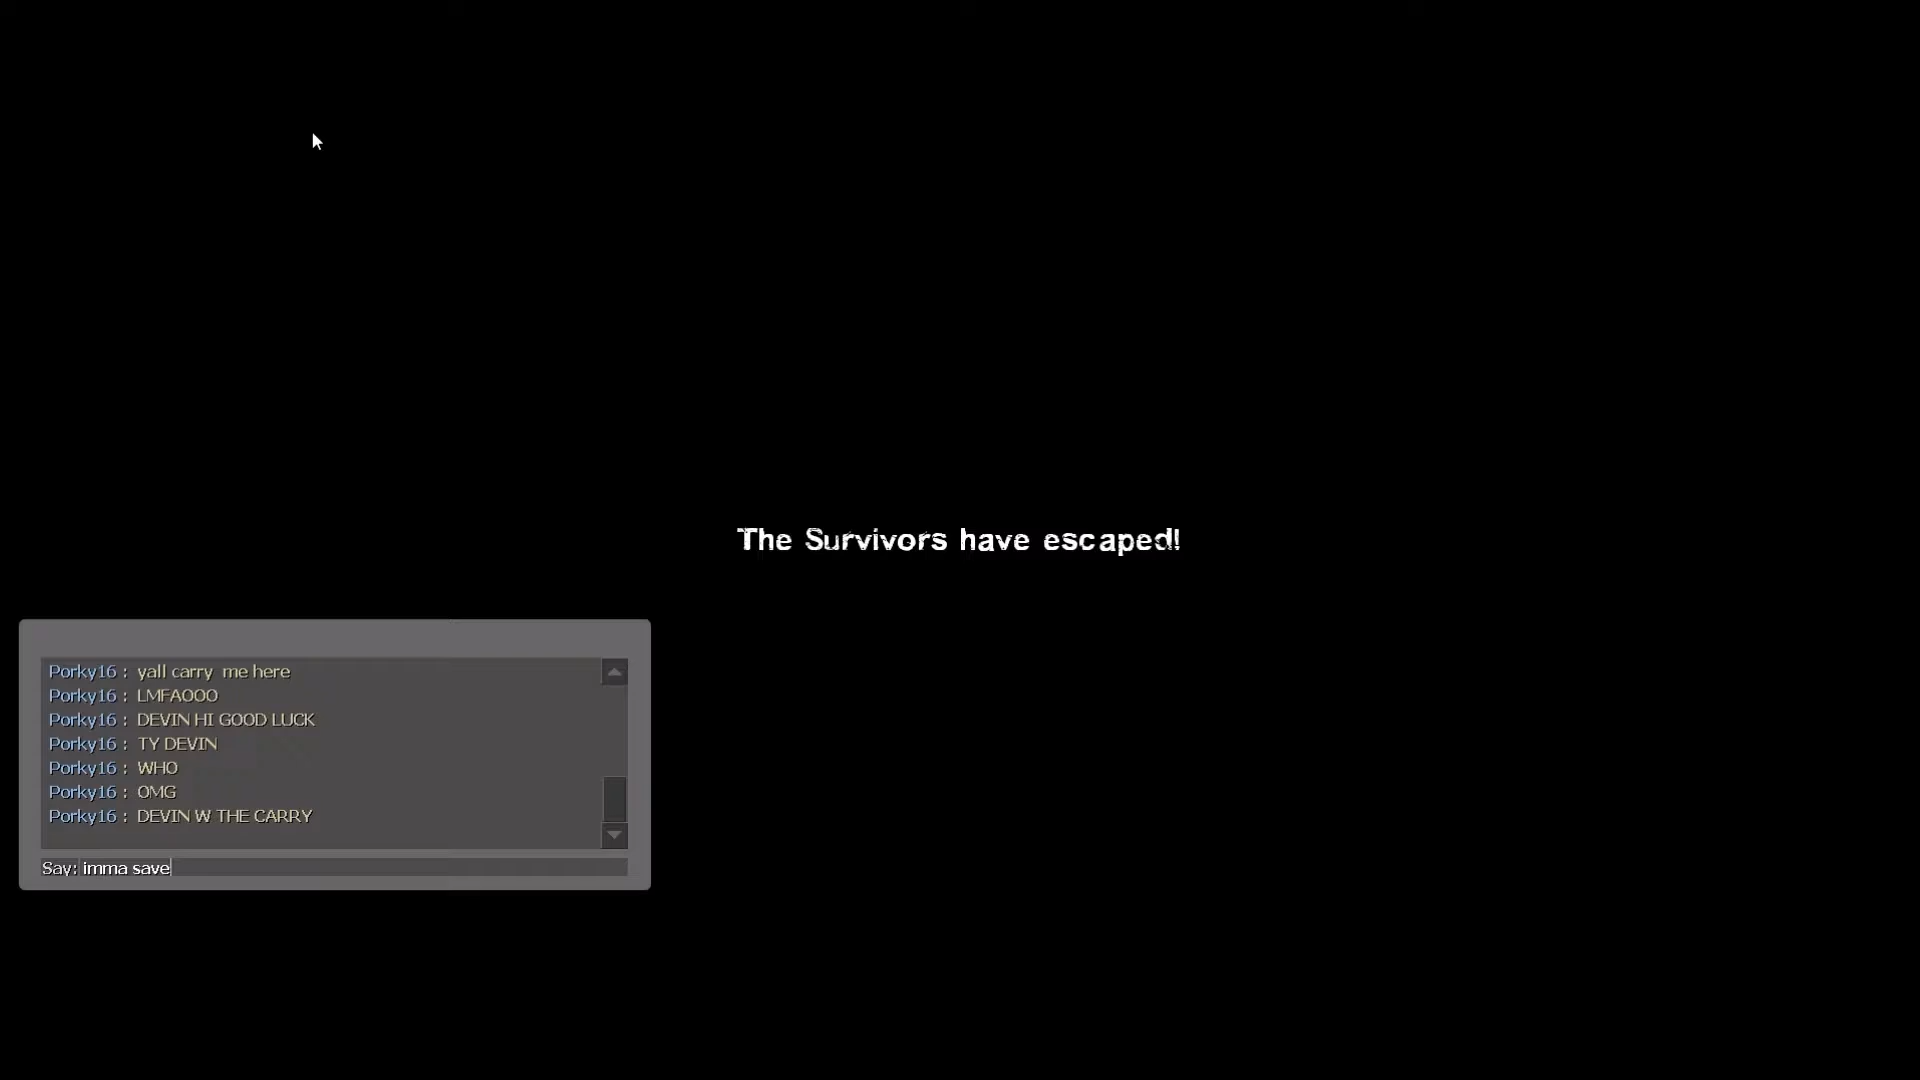 The Survivors have escaped!
Porky16 : yall carry  me here
Porky16 : LMFAOOO
Porky16 : DEVIN HI GOOD LUCK
Porky16 : TY DEVIN
Porky16 : WHO
Porky16 : OMG
Porky16 : DEVIN W THE CARRY
Say: imma save